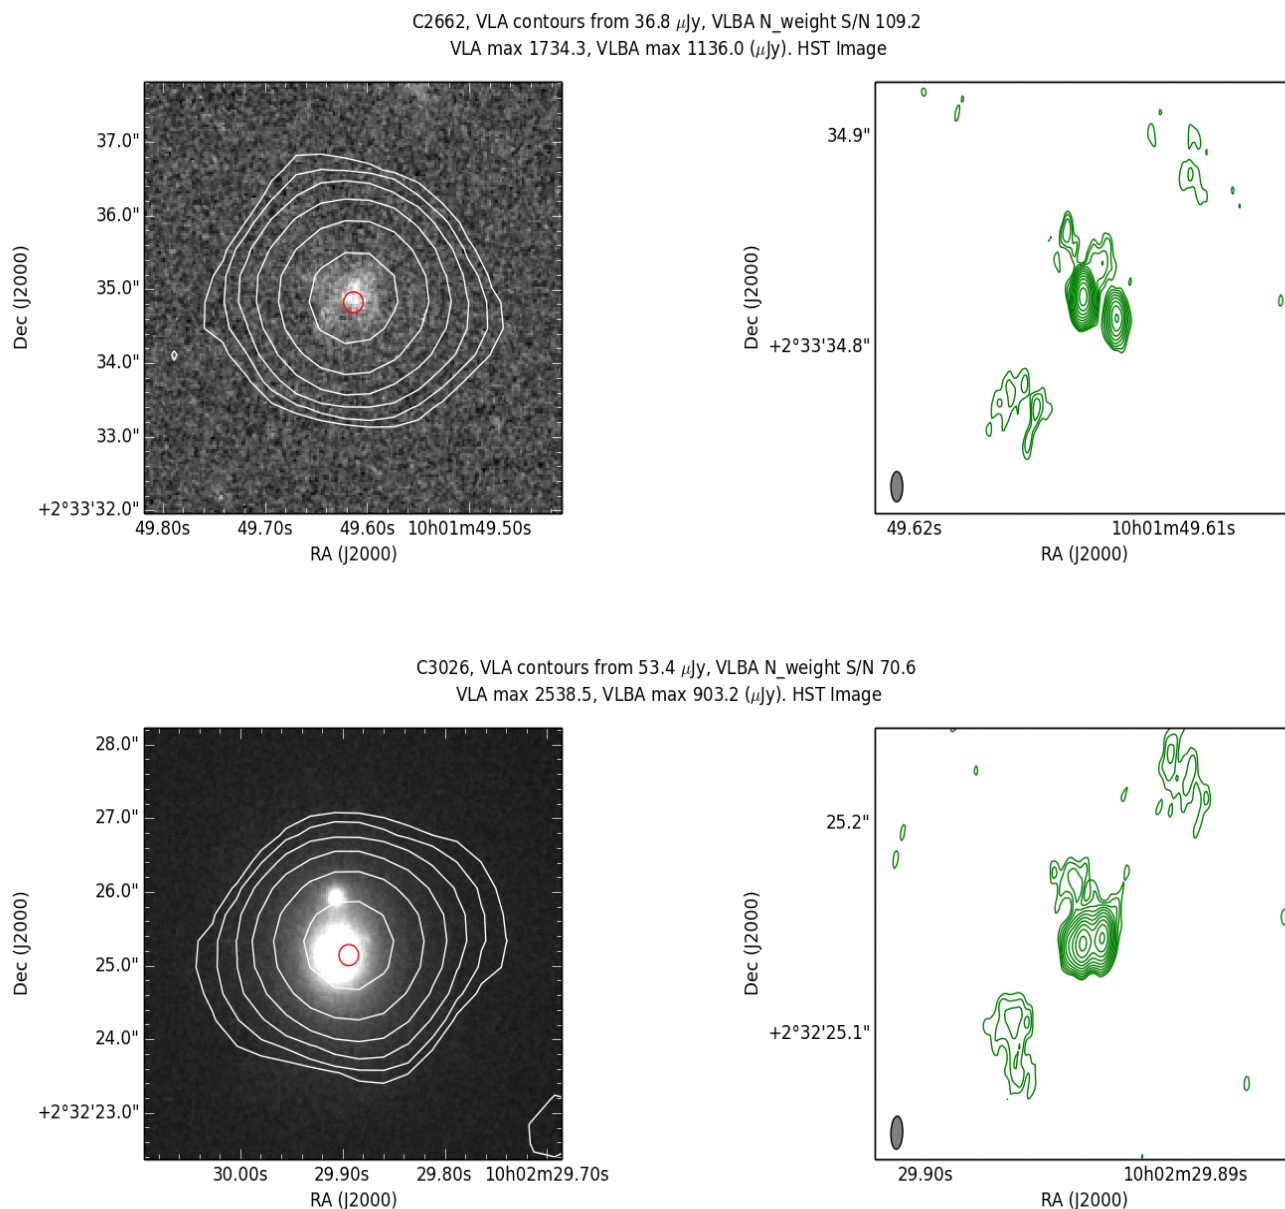 C2662, VLA contours from 36.8 μJy, VLBA N_weight S/N 109.2
VLA max 1734.3, VLBA max 1136.0 (μJy). HST Image
37.0"
36.0"
35.0"
34.0"
33.0"
+2°33'32.0"
Dec (J2000)
49.80s 49.70s 49.60s 10h01m49.50s
RA (J2000)
34.9"
+2°33'34.8"
Dec (J2000)
49.62s 10h01m49.61s
RA (J2000)
C3026, VLA contours from 53.4 μJy, VLBA N_weight S/N 70.6
VLA max 2538.5, VLBA max 903.2 (μJy). HST Image
28.0"
27.0"
26.0"
25.0"
24.0"
+2°32'23.0"
Dec (J2000)
30.00s 29.90s 29.80s 10h02m29.70s
RA (J2000)
25.2"
+2°32'25.1"
Dec (J2000)
29.90s 10h02m29.89s
RA (J2000)